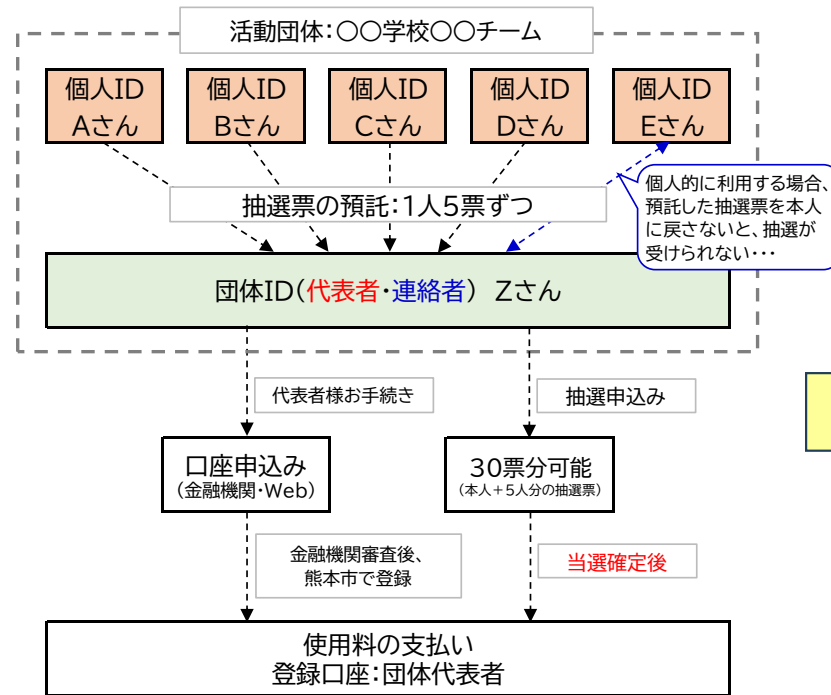 活動団体:〇〇学校〇〇チーム
個人ID
Aさん
個人ID
Bさん
個人ID
Cさん
個人ID
Dさん
個人ID
Eさん
抽選票の預託:1人5票ずつ
個人的に利用する場合、
預託した抽選票を本人
に戻さないと、抽選が
受けられない・・・
団体ID(代表者・連絡者) Zさん
代表者様お手続き
抽選申込み
口座申込み
(金融機関・Web)
30票分可能
(本人+5人分の抽選票)
金融機関審査後、
熊本市で登録
当選確定後
使用料の支払い
登録口座:団体代表者